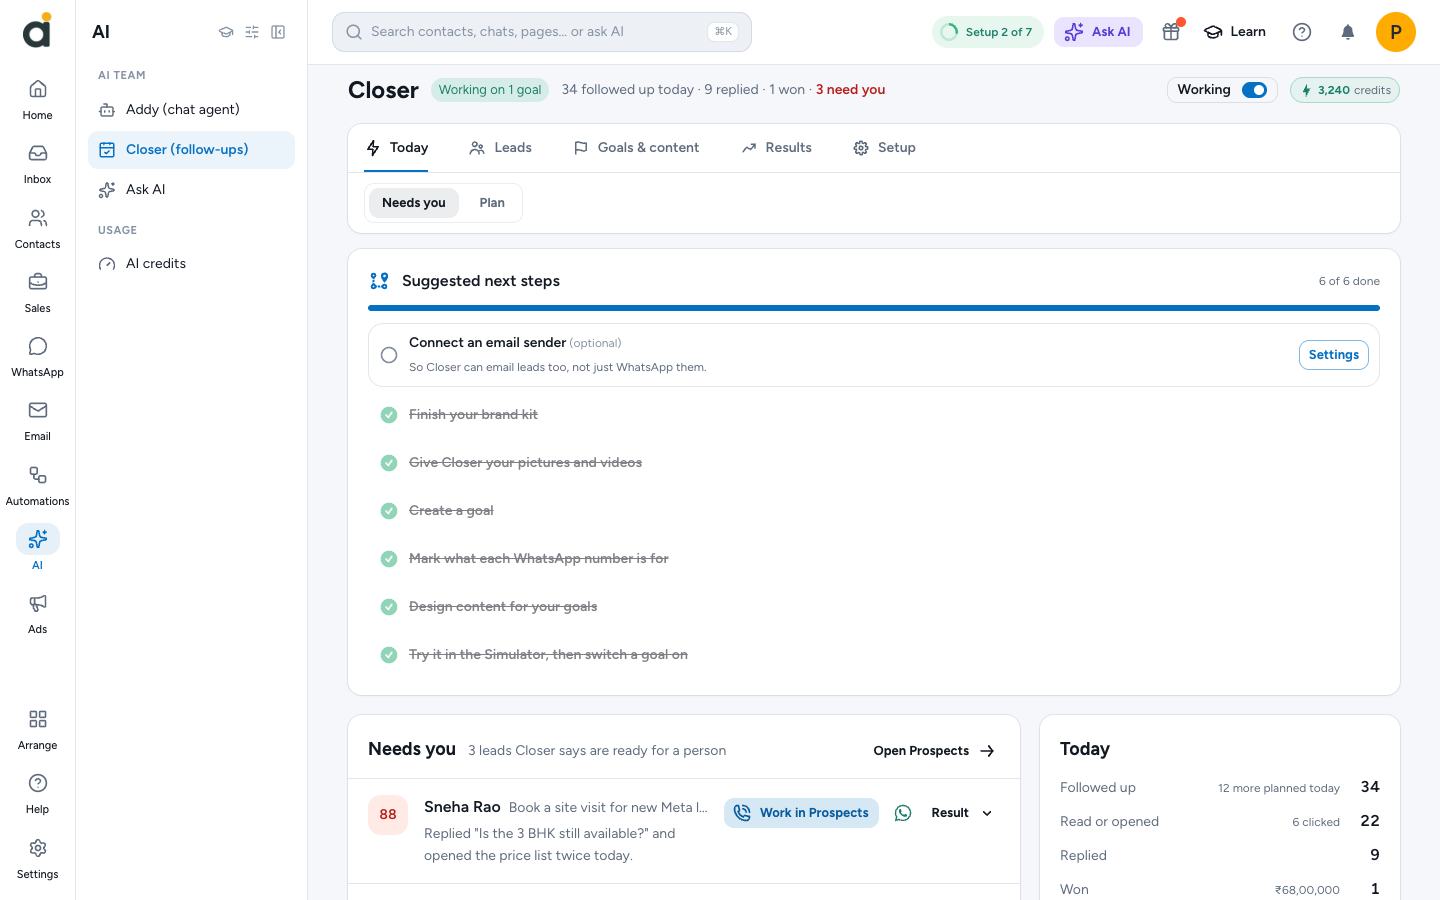 AI
Search contacts, chats, pages... or ask AI
⌘K
Setup 2 of 7
Ask AI
Learn
P
Home
Inbox
Contacts
Sales
WhatsApp
Email
Automations
AI
Ads
Arrange
Help
Settings
AI TEAM
Addy (chat agent)
Closer (follow-ups)
Ask AI
USAGE
AI credits
Closer
Working on 1 goal
34 followed up today · 9 replied · 1 won · 3 need you
Working
3,240 credits
Today
Leads
Goals & content
Results
Setup
Needs you
Plan
Suggested next steps
6 of 6 done
Connect an email sender (optional)
So Closer can email leads too, not just WhatsApp them.
Settings
Finish your brand kit
Give Closer your pictures and videos
Create a goal
Mark what each WhatsApp number is for
Design content for your goals
Try it in the Simulator, then switch a goal on
Needs you
3 leads Closer says are ready for a person
Open Prospects
88
Sneha Rao
Book a site visit for new Meta l...
Work in Prospects
Result
Replied "Is the 3 BHK still available?" and
opened the price list twice today.
Today
Followed up
12 more planned today
34
Read or opened
6 clicked
22
Replied
9
Won
₹68,00,000
1